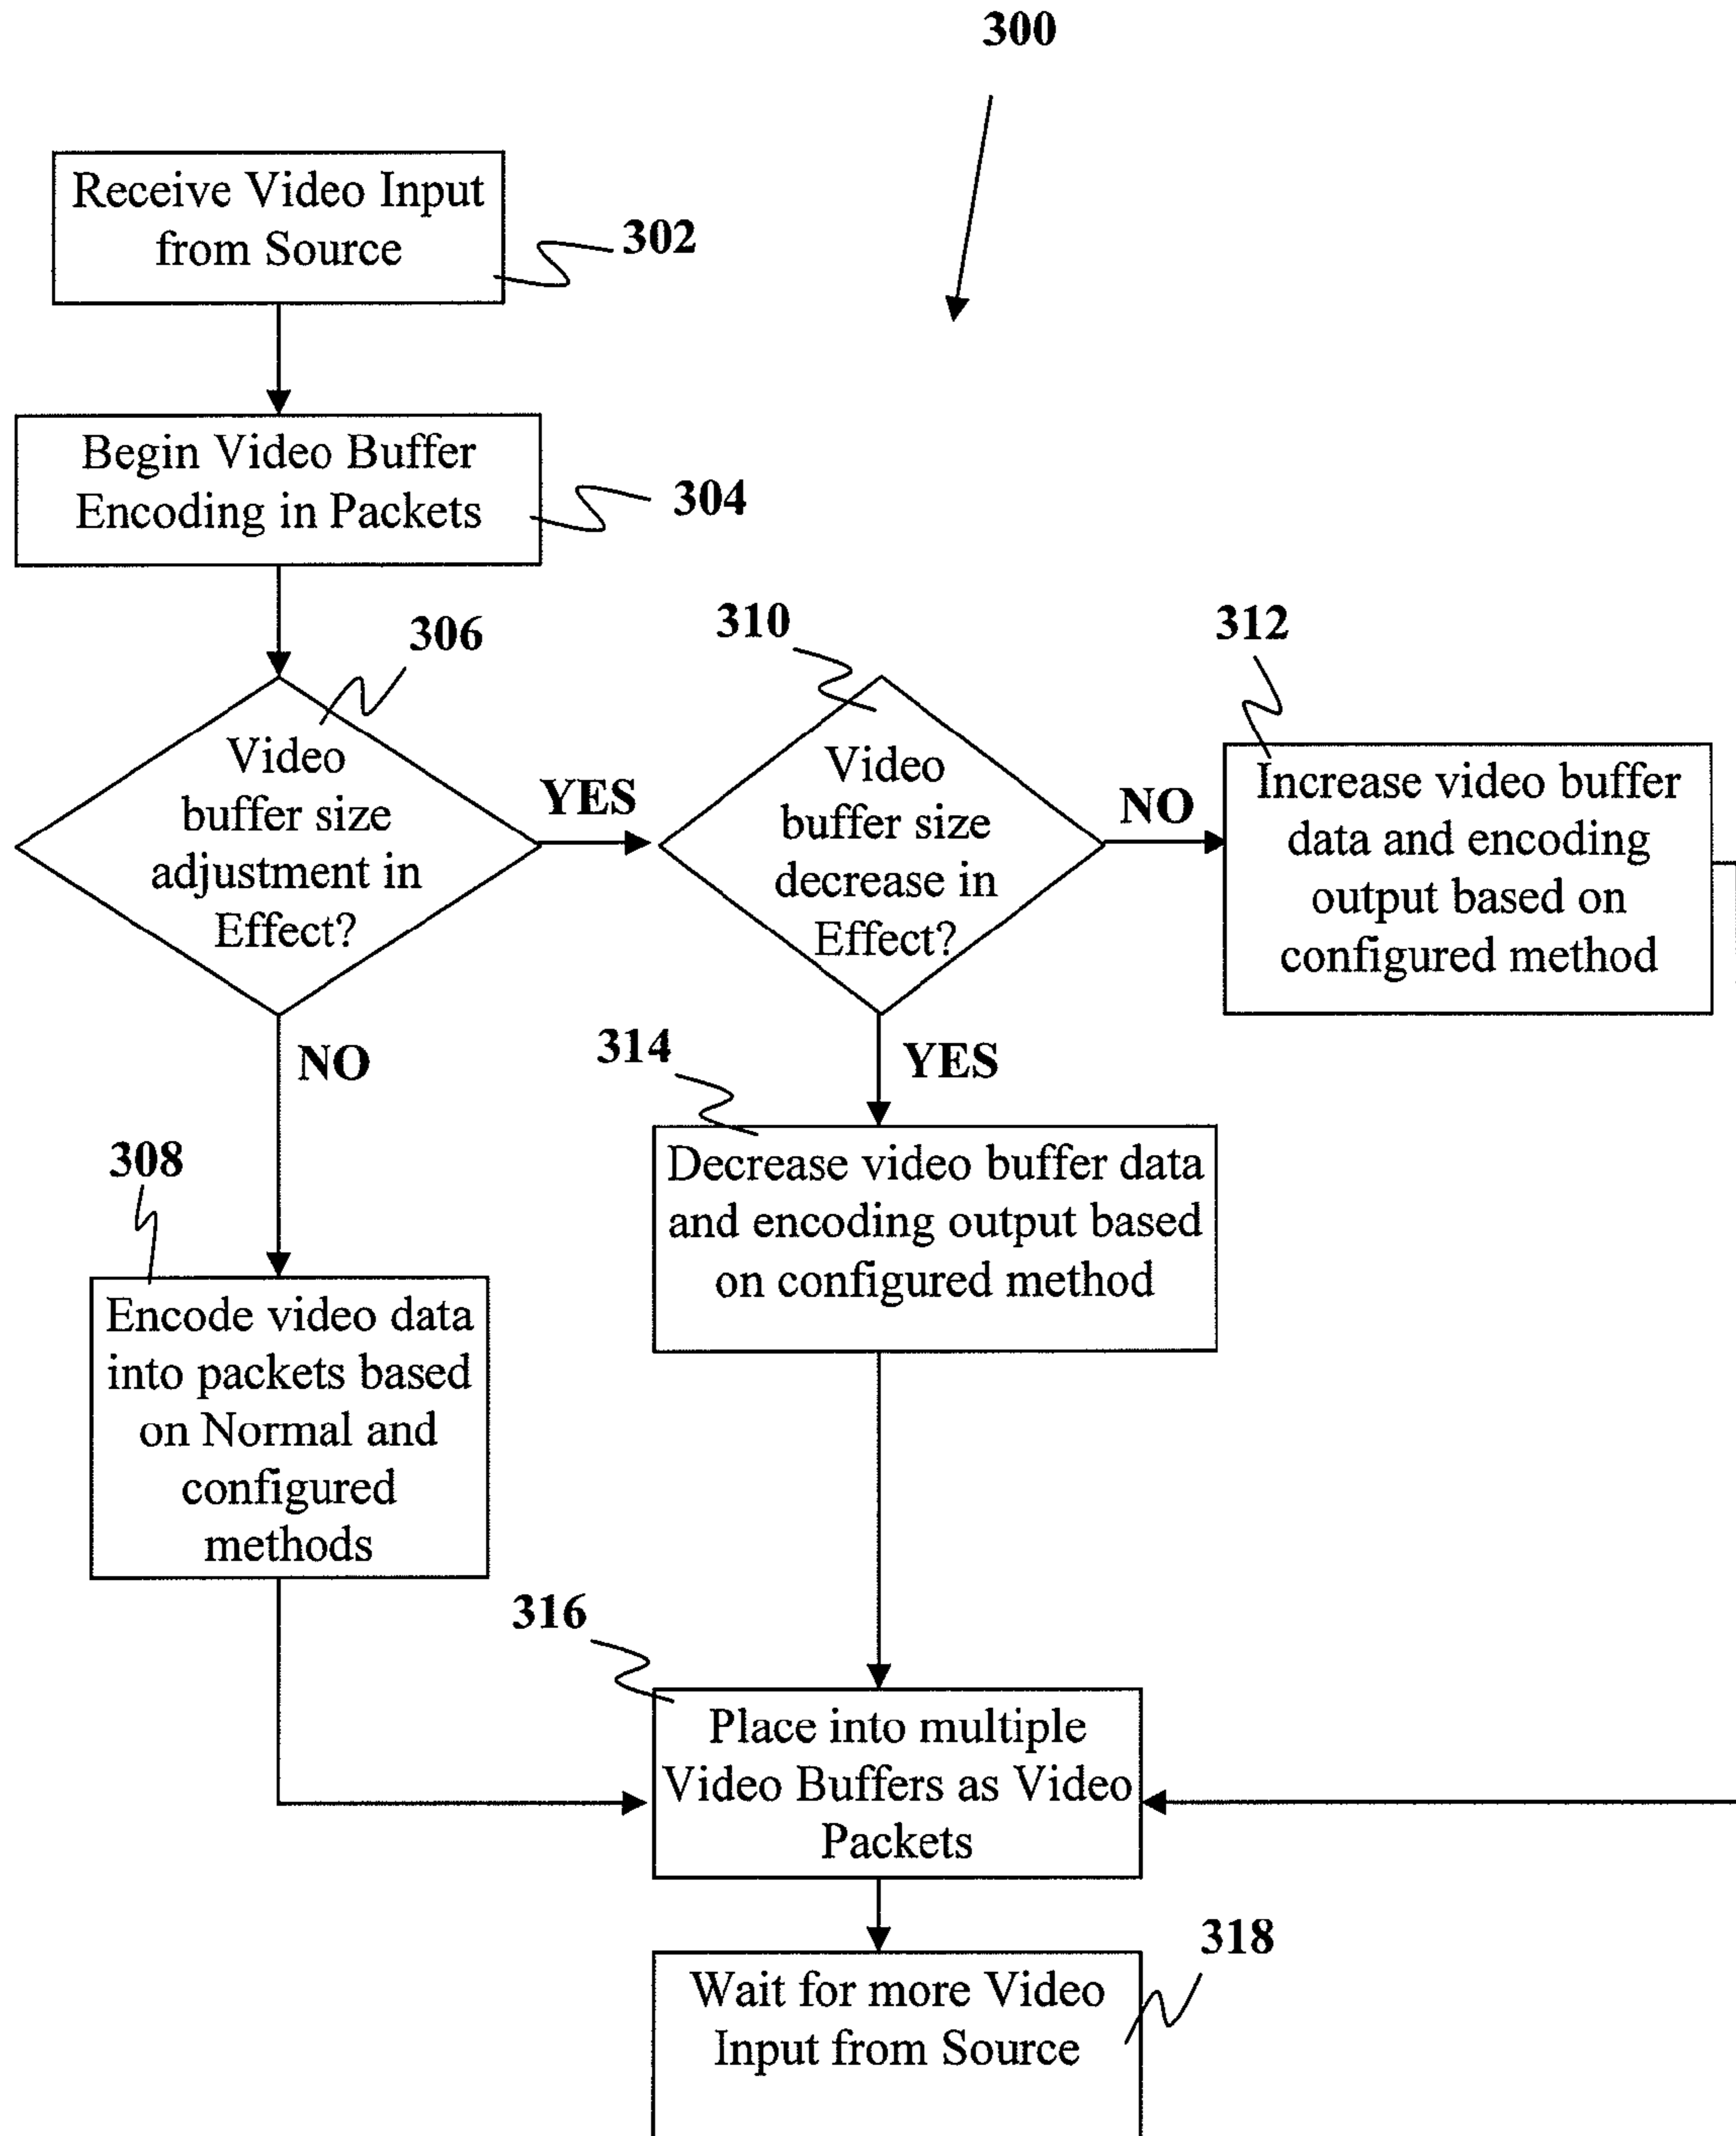 300
Receive Video Input
from Source
302
Begin Video Buffer
Encoding in Packets
304
306
Video
buffer size
adjustment in
Effect?
YES
NO
310
Video
buffer size
decrease in
Effect?
NO
YES
312
Increase video buffer
data and encoding
output based on
configured method
314
Decrease video buffer data
and encoding output based
on configured method
308
Encode video data
into packets based
on Normal and
configured
methods
316
Place into multiple
Video Buffers as Video
Packets
318
Wait for more Video
Input from Source